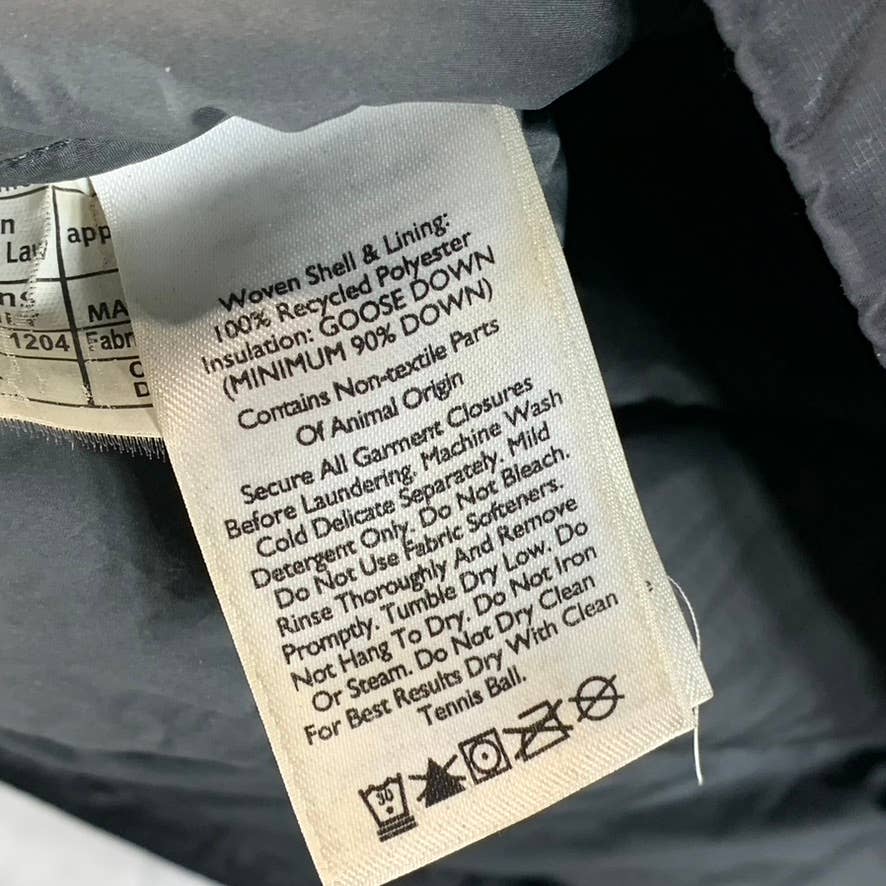 n
app
MA
1204
Fabr
Woven Shell & Lining:
100% Recycled Polyester
Insulation: GOOSE DOWN
(MINIMUM 90% DOWN)
Contains Non-textile Parts
Of Animal Origin
Secure All Garment Closures
Before Laundering. Machine Wash
Cold Delicate Separately. Mild
Detergent Only. Do Not Bleach.
Do Not Use Fabric Softeners.
Rinse Thoroughly And Remove
Promptly. Tumble Dry Low. Do
Not Hang To Dry. Do Not Iron
Or Steam. Do Not Dry Clean
For Best Results Dry With Clean
Tennis Ball.
30